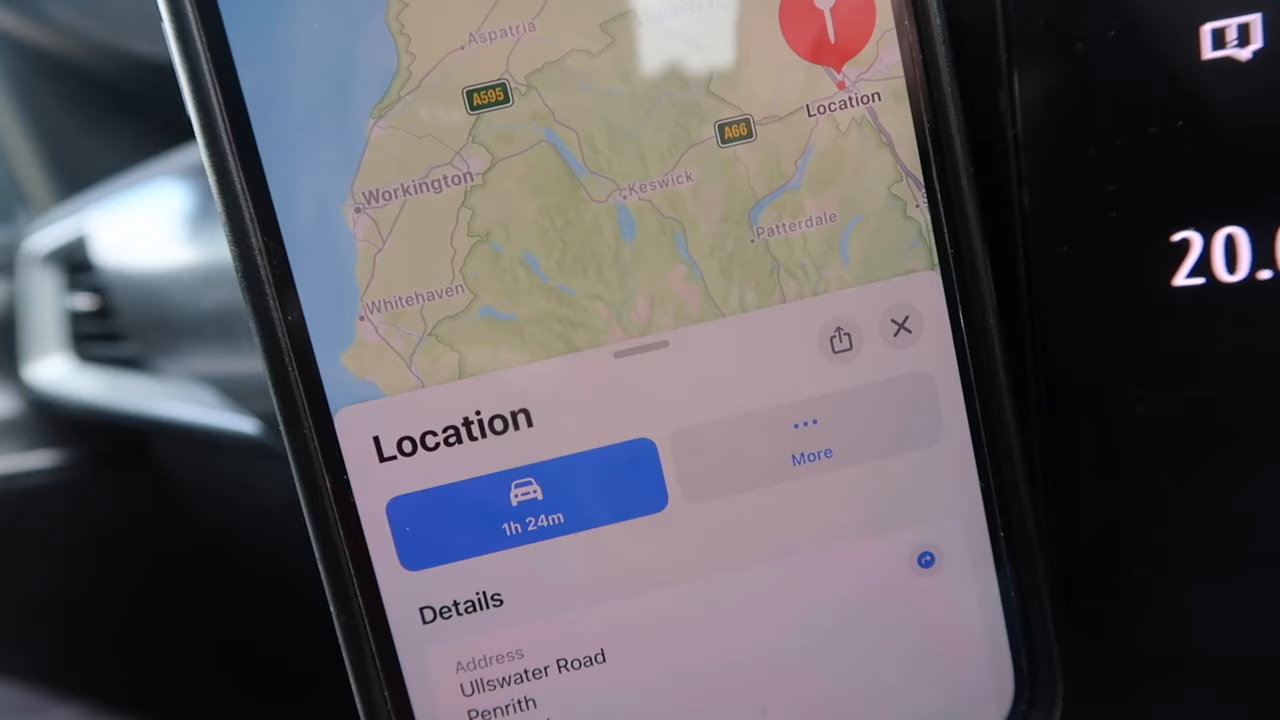 Aspatria
A595
A66
Location
Workington
Keswick
Patterdale
Whitehaven
20.
Location
1h 24m
More
Details
Address
Ullswater Road
Penrith